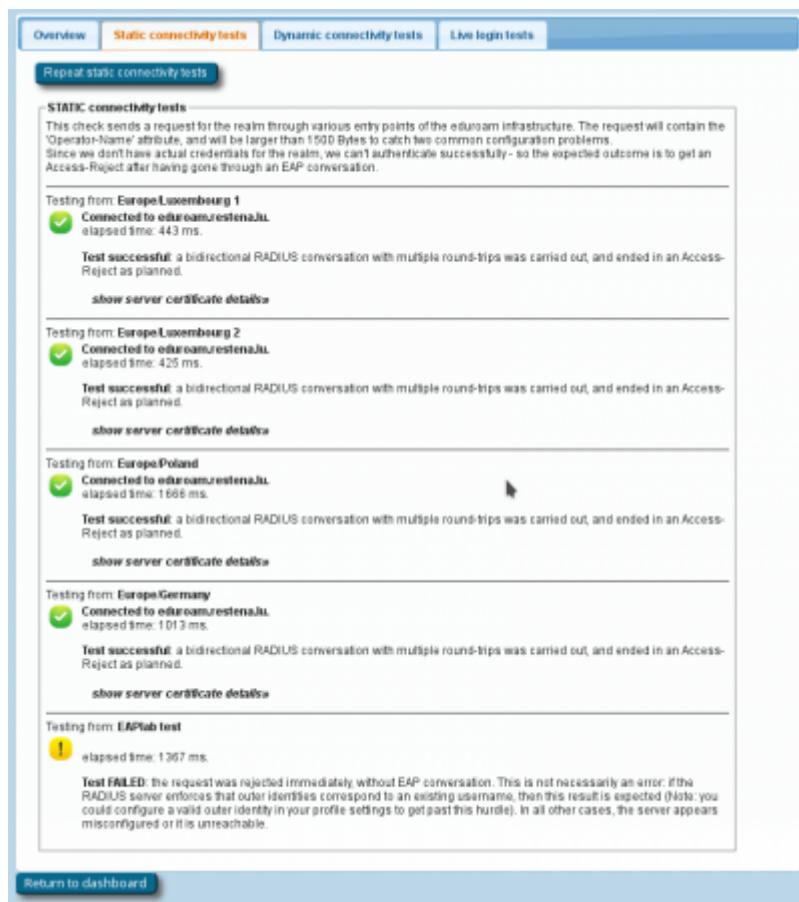 Overview
Static connectivity tests
Dynamic connectivity tests
Live login tests
Repeat static connectivity tests
STATIC connectivity tests
This check sends a request for the realm through various entry points of the eduroam infrastructure. The request will contain the
'Operator-Name' attribute, and will be larger than 1500 Bytes to catch two common configuration problems.
Since we don't have actual credentials for the realm, we can't authenticate successfully - so the expected outcome is to get an
Access-Reject after having gone through an EAP conversation.
Testing from: Europe/Luxembourg 1
Connected to eduroam.restena.lu.
elapsed time: 443 ms.
Test successful: a bidirectional RADIUS conversation with multiple round-trips was carried out, and ended in an Access-
Reject as planned.
show server certificate details»
Testing from: Europe/Luxembourg 2
Connected to eduroam.restena.lu.
elapsed time: 425 ms.
Test successful: a bidirectional RADIUS conversation with multiple round-trips was carried out, and ended in an Access-
Reject as planned.
show server certificate details»
Testing from: Europe/Poland
Connected to eduroam.restena.lu.
elapsed time: 1666 ms.
Test successful: a bidirectional RADIUS conversation with multiple round-trips was carried out, and ended in an Access-
Reject as planned.
show server certificate details»
Testing from: Europe/Germany
Connected to eduroam.restena.lu.
elapsed time: 1013 ms.
Test successful: a bidirectional RADIUS conversation with multiple round-trips was carried out, and ended in an Access-
Reject as planned.
show server certificate details»
Testing from: EAPlab test
elapsed time: 1367 ms.
Test FAILED: the request was rejected immediately, without EAP conversation. This is not necessarily an error: if the
RADIUS server enforces that outer identities correspond to an existing username, then this result is expected (Note: you
could configure a valid outer identity in your profile settings to get past this hurdle). In all other cases, the server appears
misconfigured or it is unreachable.
Return to dashboard